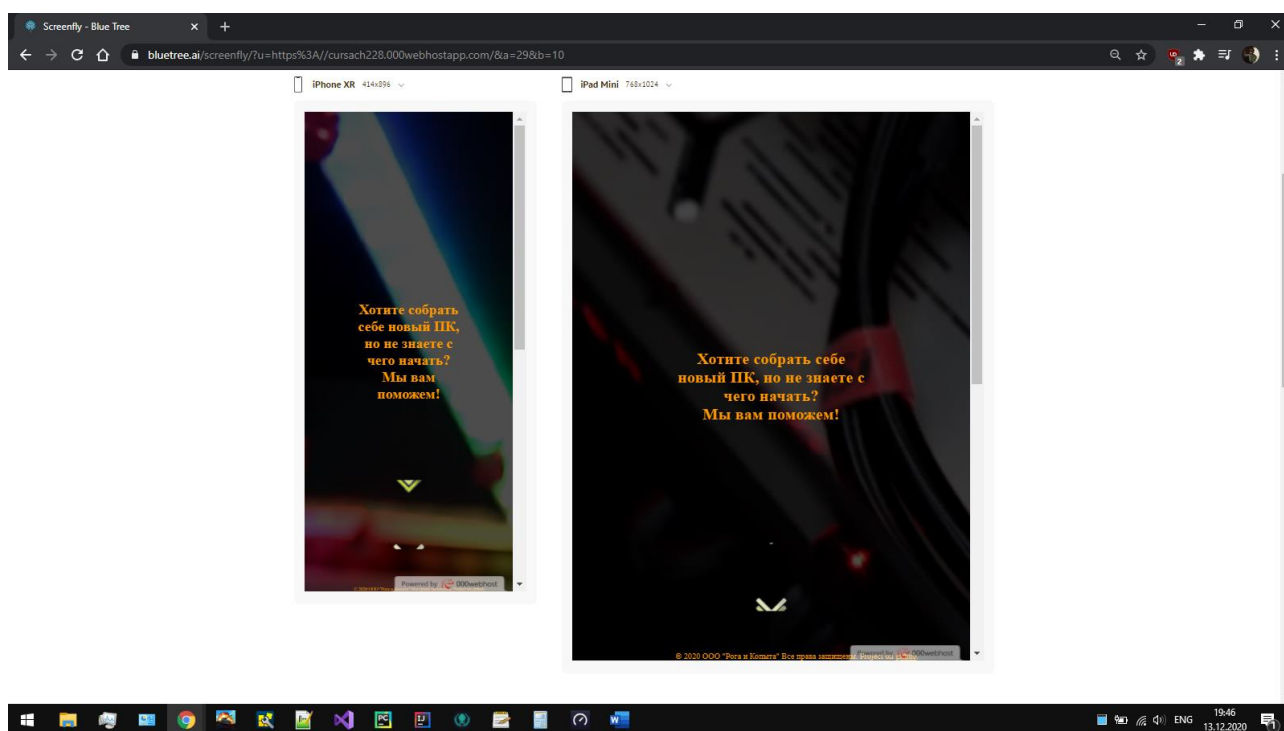 Screenfly - Blue Tree
bluetree.ai/screenfly/?u=https%3A//cursach228.000webhostapp.com/&a=29&b=10
iPhone XR 414x896
iPad Mini 768x1024
Хотите собрать
себе новый ПК,
но не знаете с
чего начать?
Мы вам
поможем!
Powered by 000webhost
Хотите собрать себе
новый ПК, но не знаете с
чего начать?
Мы вам поможем!
© 2020 ООО "Рога и Копыта" Все права защищены. Project on
Powered by 000webhost
ENG
19:46
13.12.2020